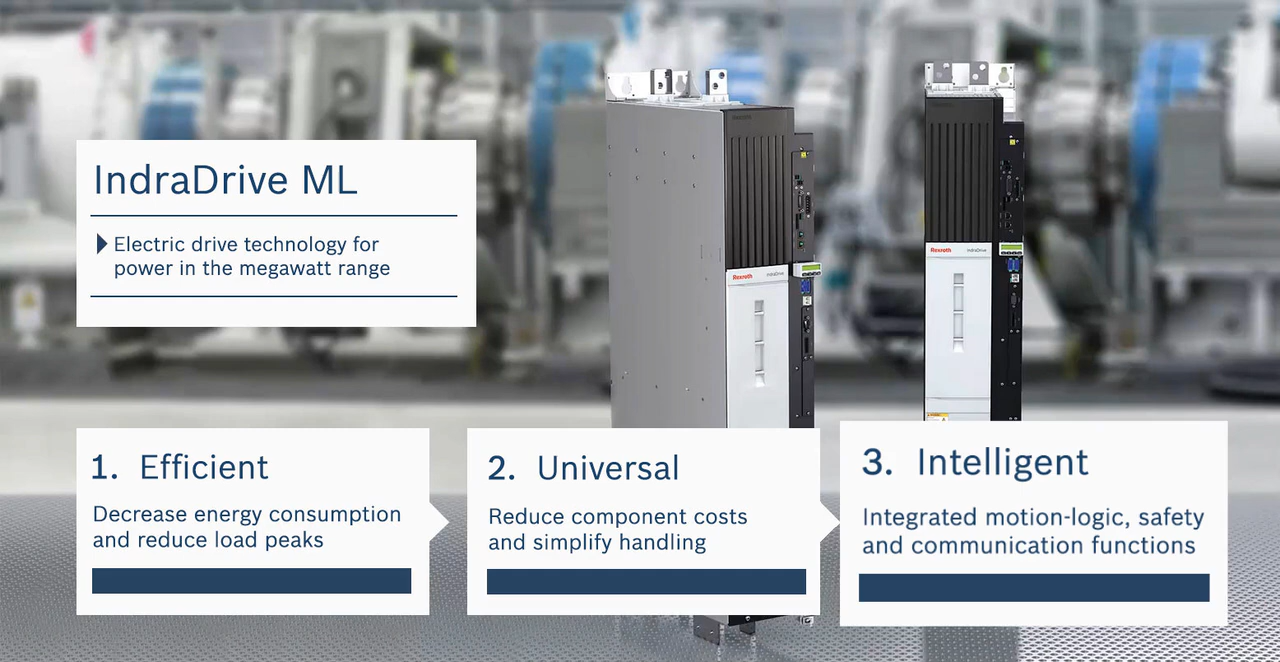 IndraDrive ML
Electric drive technology for
power in the megawatt range
Rexroth IndraDrive
Rexroth IndraDrive
1. Efficient
Decrease energy consumption
and reduce load peaks
2. Universal
Reduce component costs
and simplify handling
3. Intelligent
Integrated motion-logic, safety
and communication functions